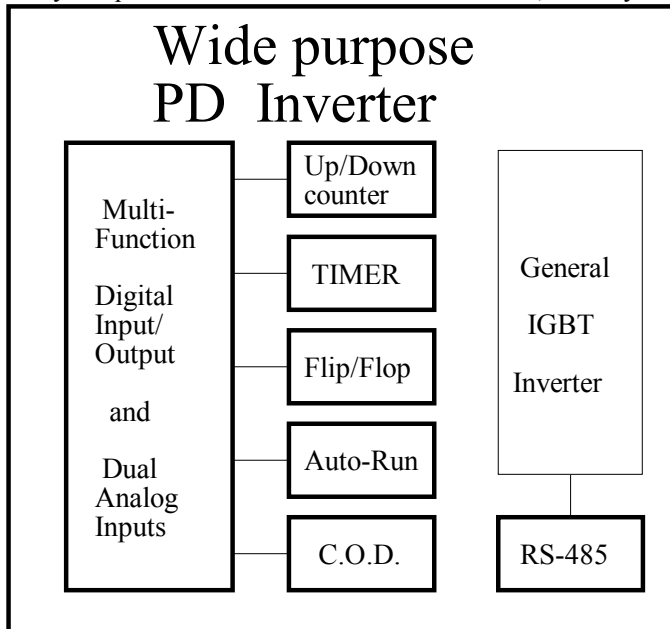 Wide purpose
PD Inverter
Multi-
Function
Digital
Input/
Output
and
Dual
Analog
Inputs
Up/Down
counter
TIMER
Flip/Flop
Auto-Run
C.O.D.
General
IGBT
Inverter
RS-485